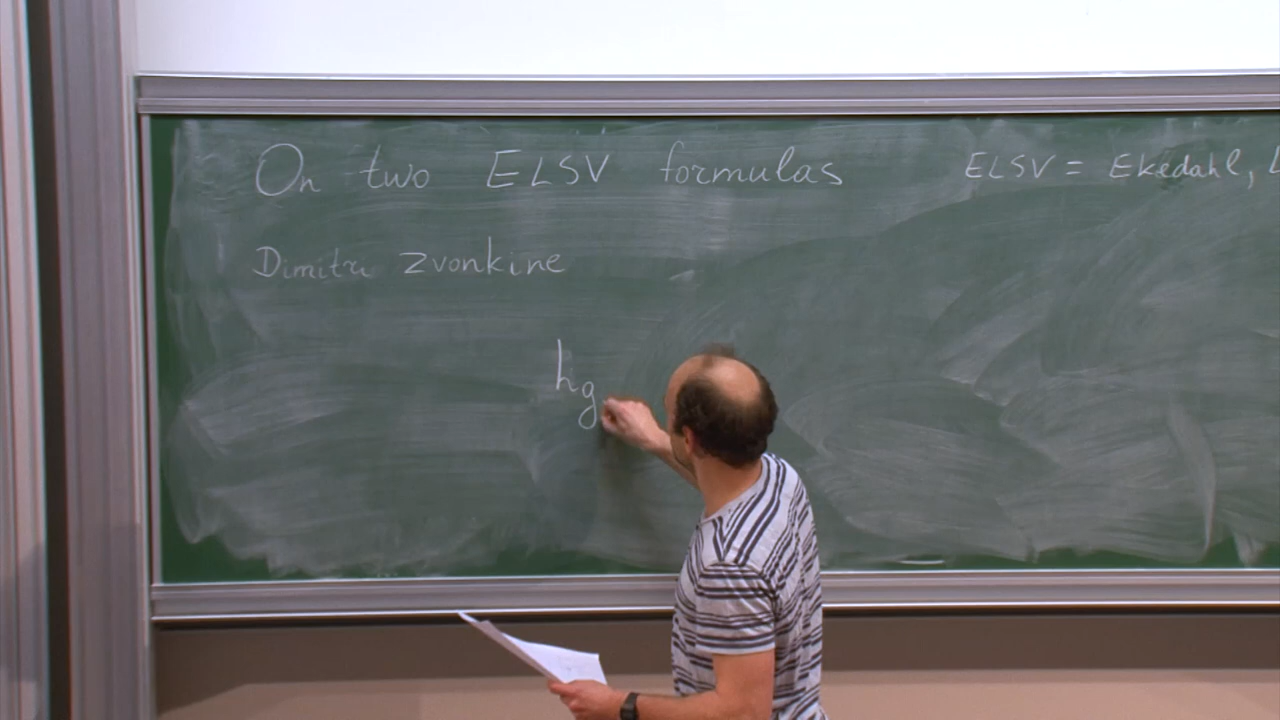 On two ELSV formulas ELSV = Ekedahl, L
Dimitri Zvonkine
hg